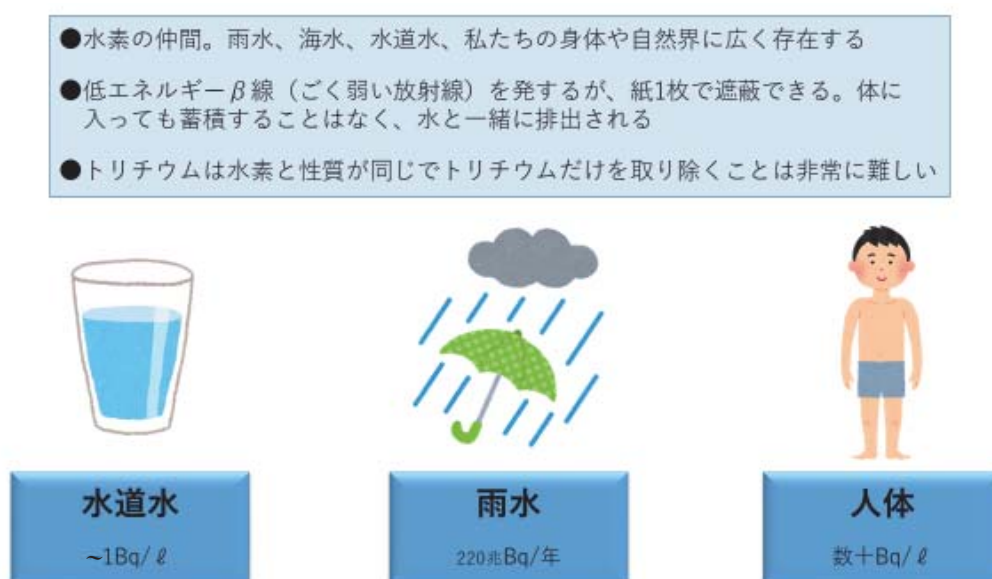 ●水素の仲間。雨水、海水、水道水、私たちの身体や自然界に広く存在する
●低エネルギーβ線（ごく弱い放射線）を発するが、紙1枚で遮蔽できる。体に
入っても蓄積することはなく、水と一緒に排出される
●トリチウムは水素と性質が同じでトリチウムだけを取り除くことは非常に難しい
水道水
~1Bq/ℓ
雨水
220兆Bq/年
人体
数十Bq/ℓ